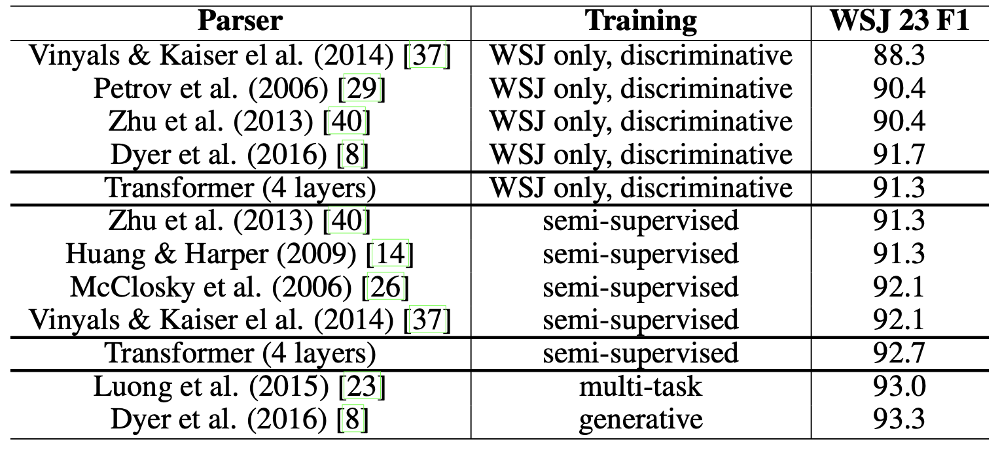 Parser Training WSJ 23 F1
Vinyals & Kaiser el al. (2014) [37] WSJ only, discriminative 88.3
Petrov et al. (2006) [29] WSJ only, discriminative 90.4
Zhu et al. (2013) [40] WSJ only, discriminative 90.4
Dyer et al. (2016) [8] WSJ only, discriminative 91.7
Transformer (4 layers) WSJ only, discriminative 91.3
Zhu et al. (2013) [40] semi-supervised 91.3
Huang & Harper (2009) [14] semi-supervised 91.3
McClosky et al. (2006) [26] semi-supervised 92.1
Vinyals & Kaiser el al. (2014) [37] semi-supervised 92.1
Transformer (4 layers) semi-supervised 92.7
Luong et al. (2015) [23] multi-task 93.0
Dyer et al. (2016) [8] generative 93.3